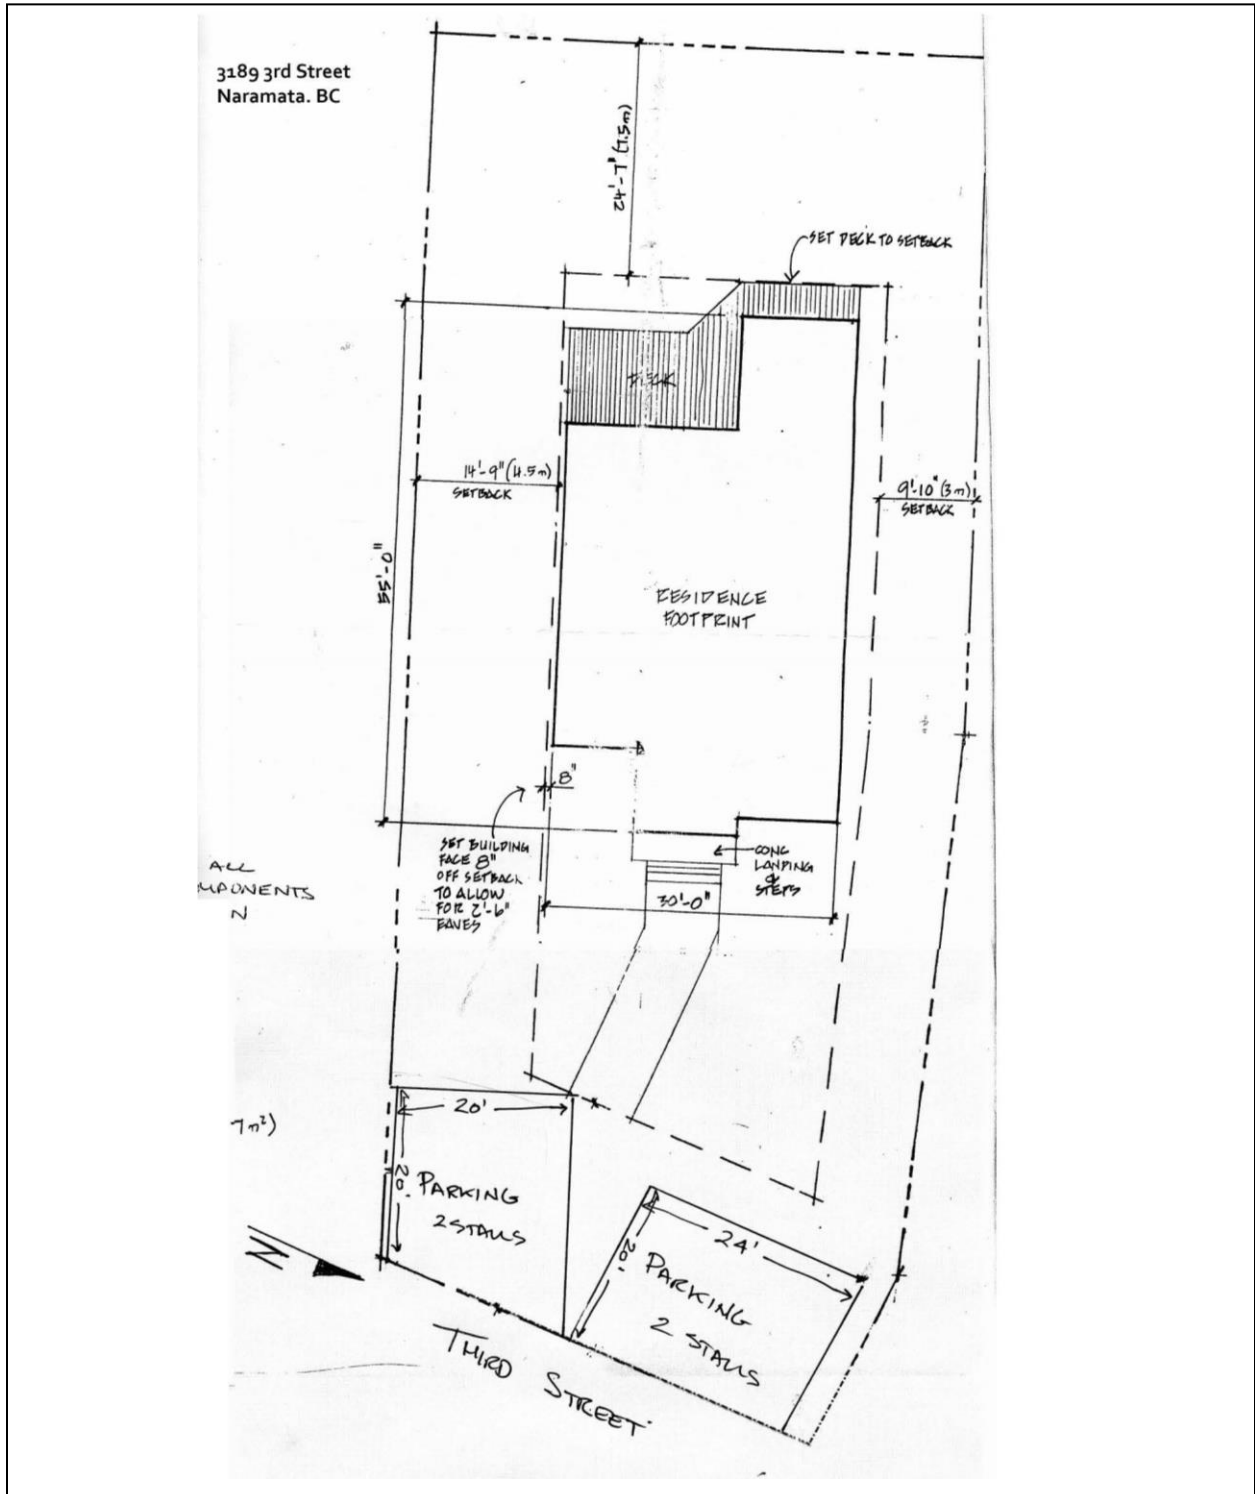 3189 3rd Street
Naramata. BC
24'-7" (7.5m)
SET DECK TO SETBACK
DECK
14'-9" (4.5m)
SETBACK
9'-10" (3m)
SETBACK
55'-0"
RESIDENCE
FOOTPRINT
8"
SET BUILDING
FACE 8"
OFF SETBACK
TO ALLOW
FOR 2'-6"
EAVES
CONC
LANDING
&
STEPS
30'-0"
ALL
MPONENTS
N
7m²)
20'
20'
PARKING
2 STALLS
24'
20'
PARKING
2 STALLS
N
THIRD STREET